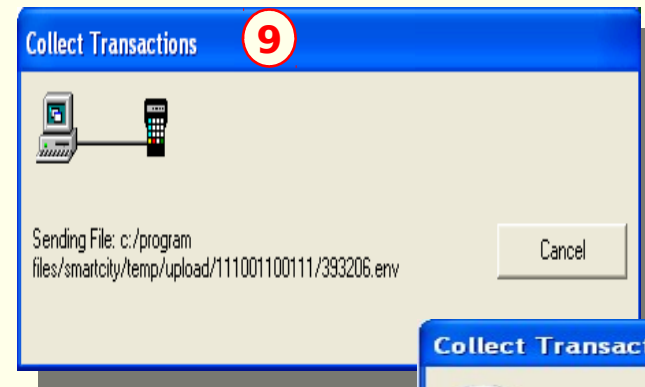 Collect Transactions 9
Sending File: c:/program
files/smartcity/temp/upload/111001100111/393206.env
Cancel
Collect Transact